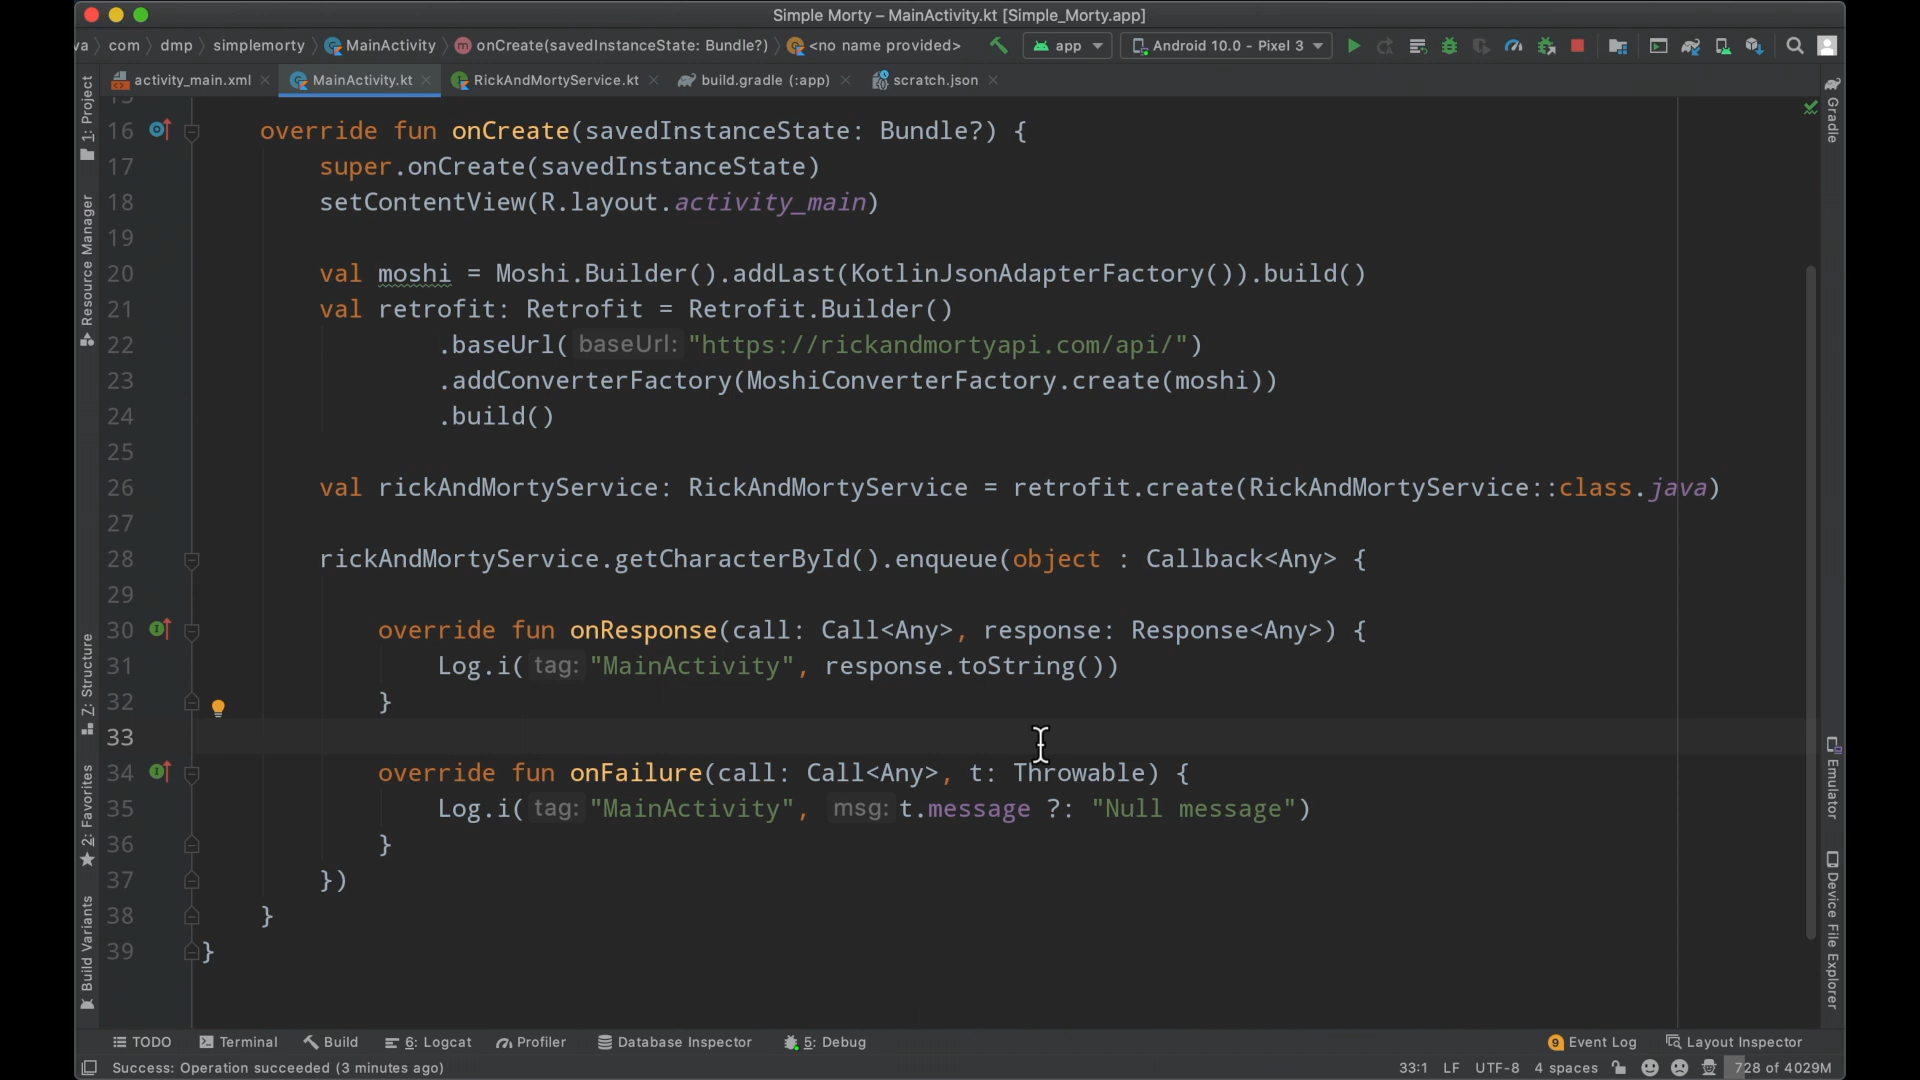 Simple Morty – MainActivity.kt [Simple_Morty.app]
va com dmp simplemorty MainActivity onCreate(savedInstanceState: Bundle?) <no name provided> app Android 10.0 - Pixel 3
activity_main.xml MainActivity.kt RickAndMortyService.kt build.gradle (:app) scratch.json
1: Project
Resource Manager
Z: Structure
2: Favorites
Build Variants
16 override fun onCreate(savedInstanceState: Bundle?) {
17 super.onCreate(savedInstanceState)
18 setContentView(R.layout.activity_main)
19
20 val moshi = Moshi.Builder().addLast(KotlinJsonAdapterFactory()).build()
21 val retrofit: Retrofit = Retrofit.Builder()
22 .baseUrl( baseUrl: "https://rickandmortyapi.com/api/")
23 .addConverterFactory(MoshiConverterFactory.create(moshi))
24 .build()
25
26 val rickAndMortyService: RickAndMortyService = retrofit.create(RickAndMortyService::class.java)
27
28 rickAndMortyService.getCharacterById().enqueue(object : Callback<Any> {
29
30 override fun onResponse(call: Call<Any>, response: Response<Any>) {
31 Log.i( tag: "MainActivity", response.toString())
32 }
33
34 override fun onFailure(call: Call<Any>, t: Throwable) {
35 Log.i( tag: "MainActivity", msg: t.message ?: "Null message")
36 }
37 })
38 }
39 }
Gradle
Emulator
Device File Explorer
TODO Terminal Build 6: Logcat Profiler Database Inspector 5: Debug 9 Event Log Layout Inspector
Success: Operation succeeded (3 minutes ago) 33:1 LF UTF-8 4 spaces 728 of 4029M